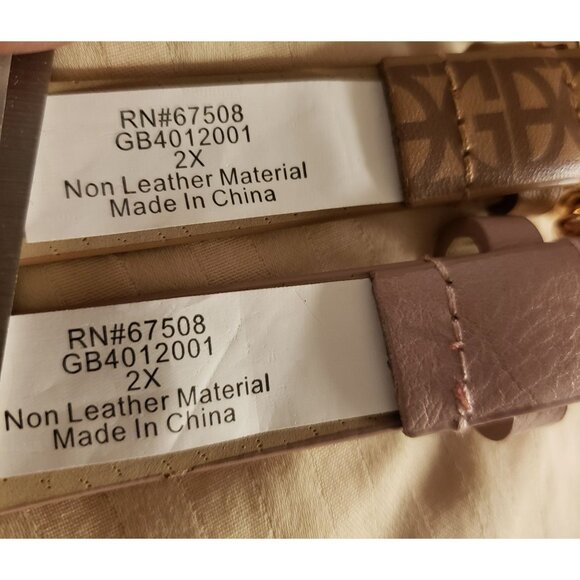 RN#67508
GB4012001
2X
Non Leather Material
Made In China
RN#67508
GB4012001
2X
Non Leather Material
Made In China